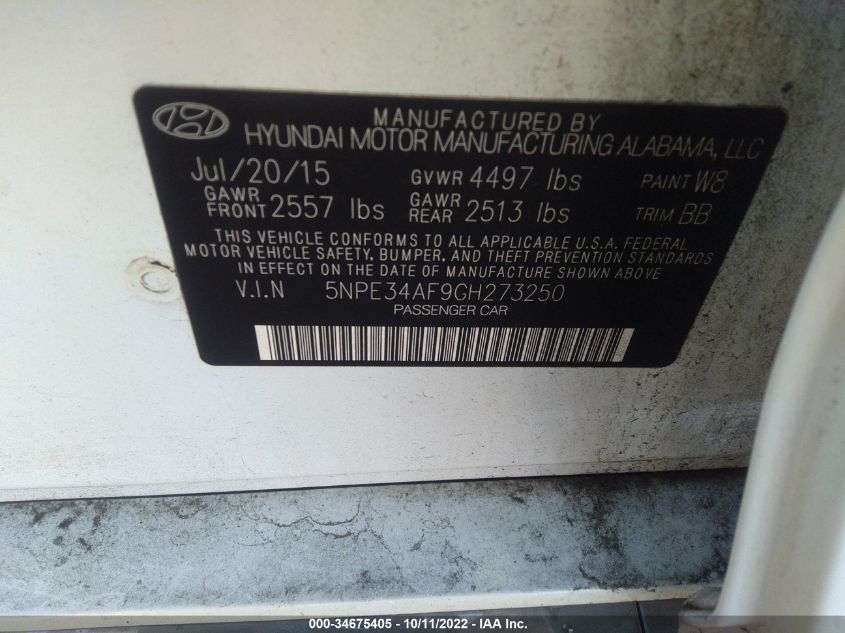 MANUFACTURED BY
HYUNDAI MOTOR MANUFACTURING ALABAMA, LLC
Jul/20/15 GVWR 4497 lbs PAINT W8
GAWR FRONT 2557 lbs GAWR REAR 2513 lbs TRIM BB
THIS VEHICLE CONFORMS TO ALL APPLICABLE U.S.A. FEDERAL
MOTOR VEHICLE SAFETY, BUMPER, AND THEFT PREVENTION STANDARDS
IN EFFECT ON THE DATE OF MANUFACTURE SHOWN ABOVE.
V.I.N 5NPE34AF9GH273250
PASSENGER CAR
000-34675405 - 10/11/2022 - IAA Inc.